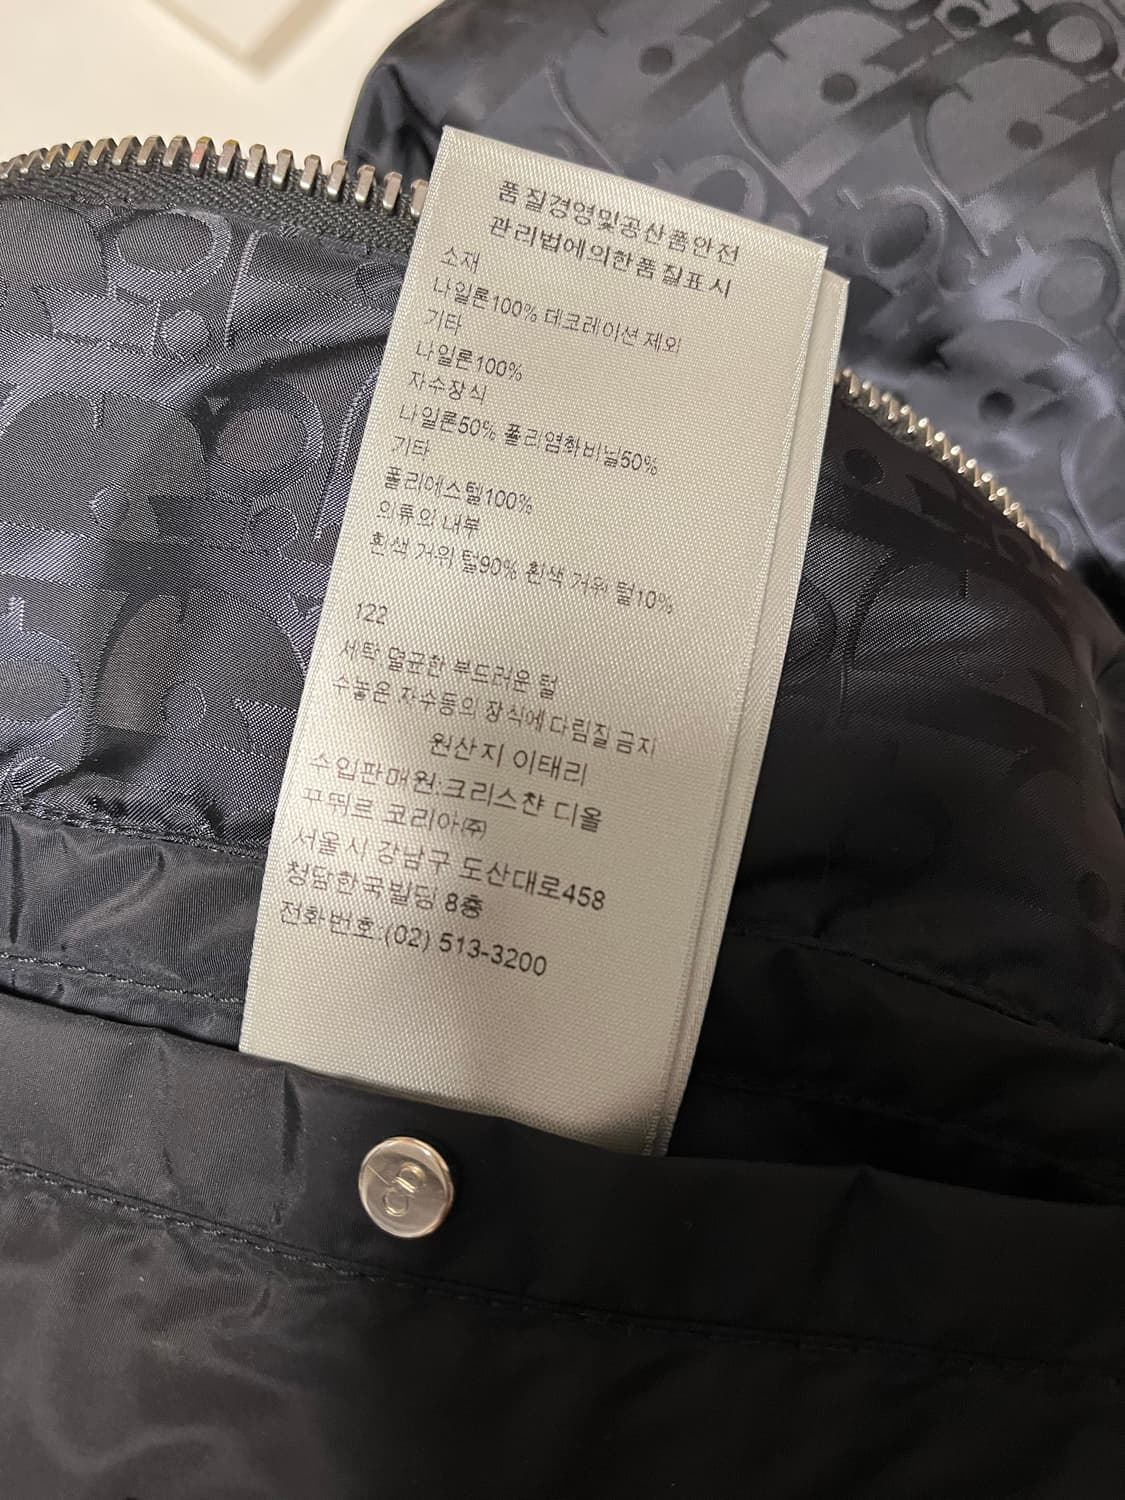 품질경영및공산품안전
관리법에의한품질표시
소재
나일론100% 데코레이션 제외
기타
나일론100%
자수장식
나일론50% 폴리염화비닐50%
기타
폴리에스텔100%
의류의 내부
흰색 거위 털90% 흰색 거위 털10%
122
세탁, 멸균한 부드러운 털
수놓은 자수등의 장식에 다림질 금지
원산지 이태리
수입판매원:크리스챤 디올
꾸뛰르 코리아㈜
서울시 강남구 도산대로458
청담한국빌딩 8층
전화번호:(02) 513-3200
CD